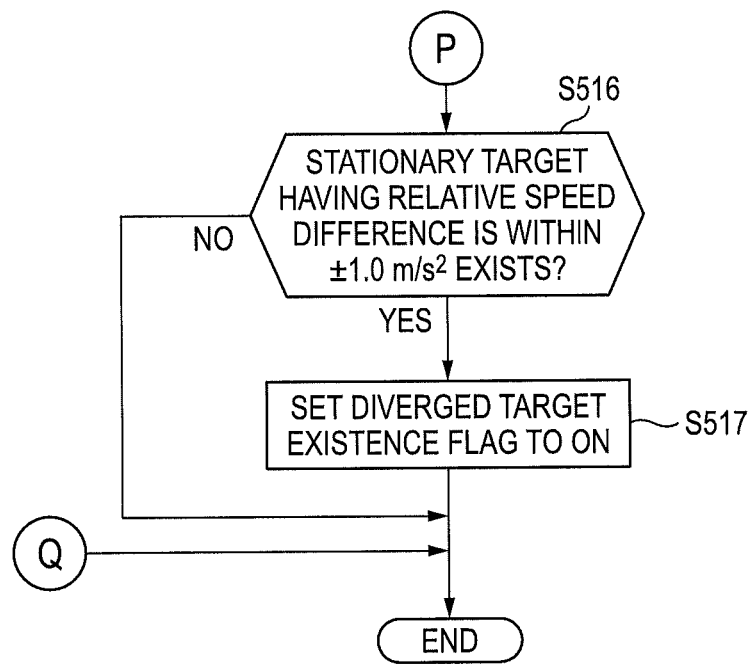 P
S516
STATIONARY TARGET
HAVING RELATIVE SPEED
DIFFERENCE IS WITHIN
±1.0 m/s² EXISTS?
NO
YES
SET DIVERGED TARGET
EXISTENCE FLAG TO ON
S517
Q
END